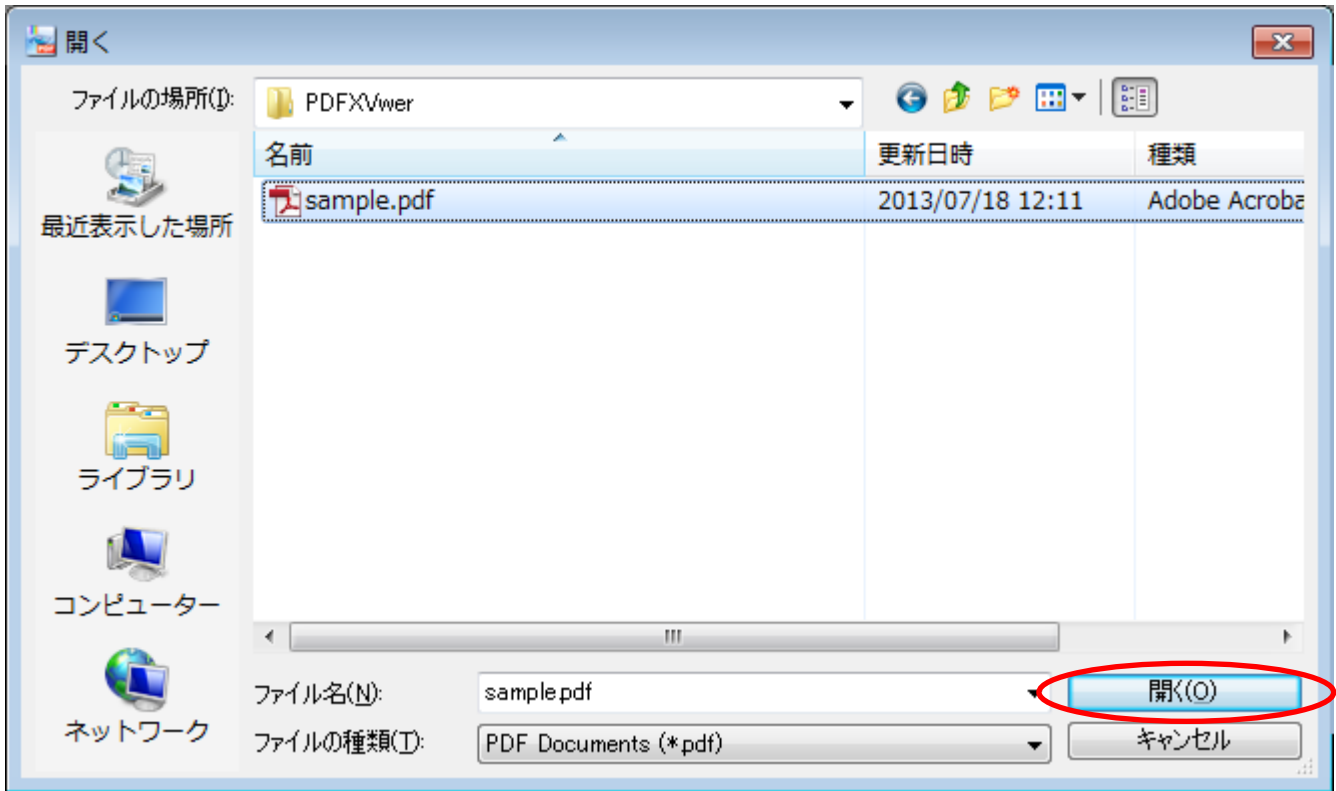 開く
ファイルの場所(I):
PDFXVwer
名前
更新日時
種類
sample.pdf
2013/07/18 12:11
Adobe Acroba
最近表示した場所
デスクトップ
ライブラリ
コンピューター
ネットワーク
ファイル名(N):
sample.pdf
開く(O)
ファイルの種類(T):
PDF Documents (*.pdf)
キャンセル